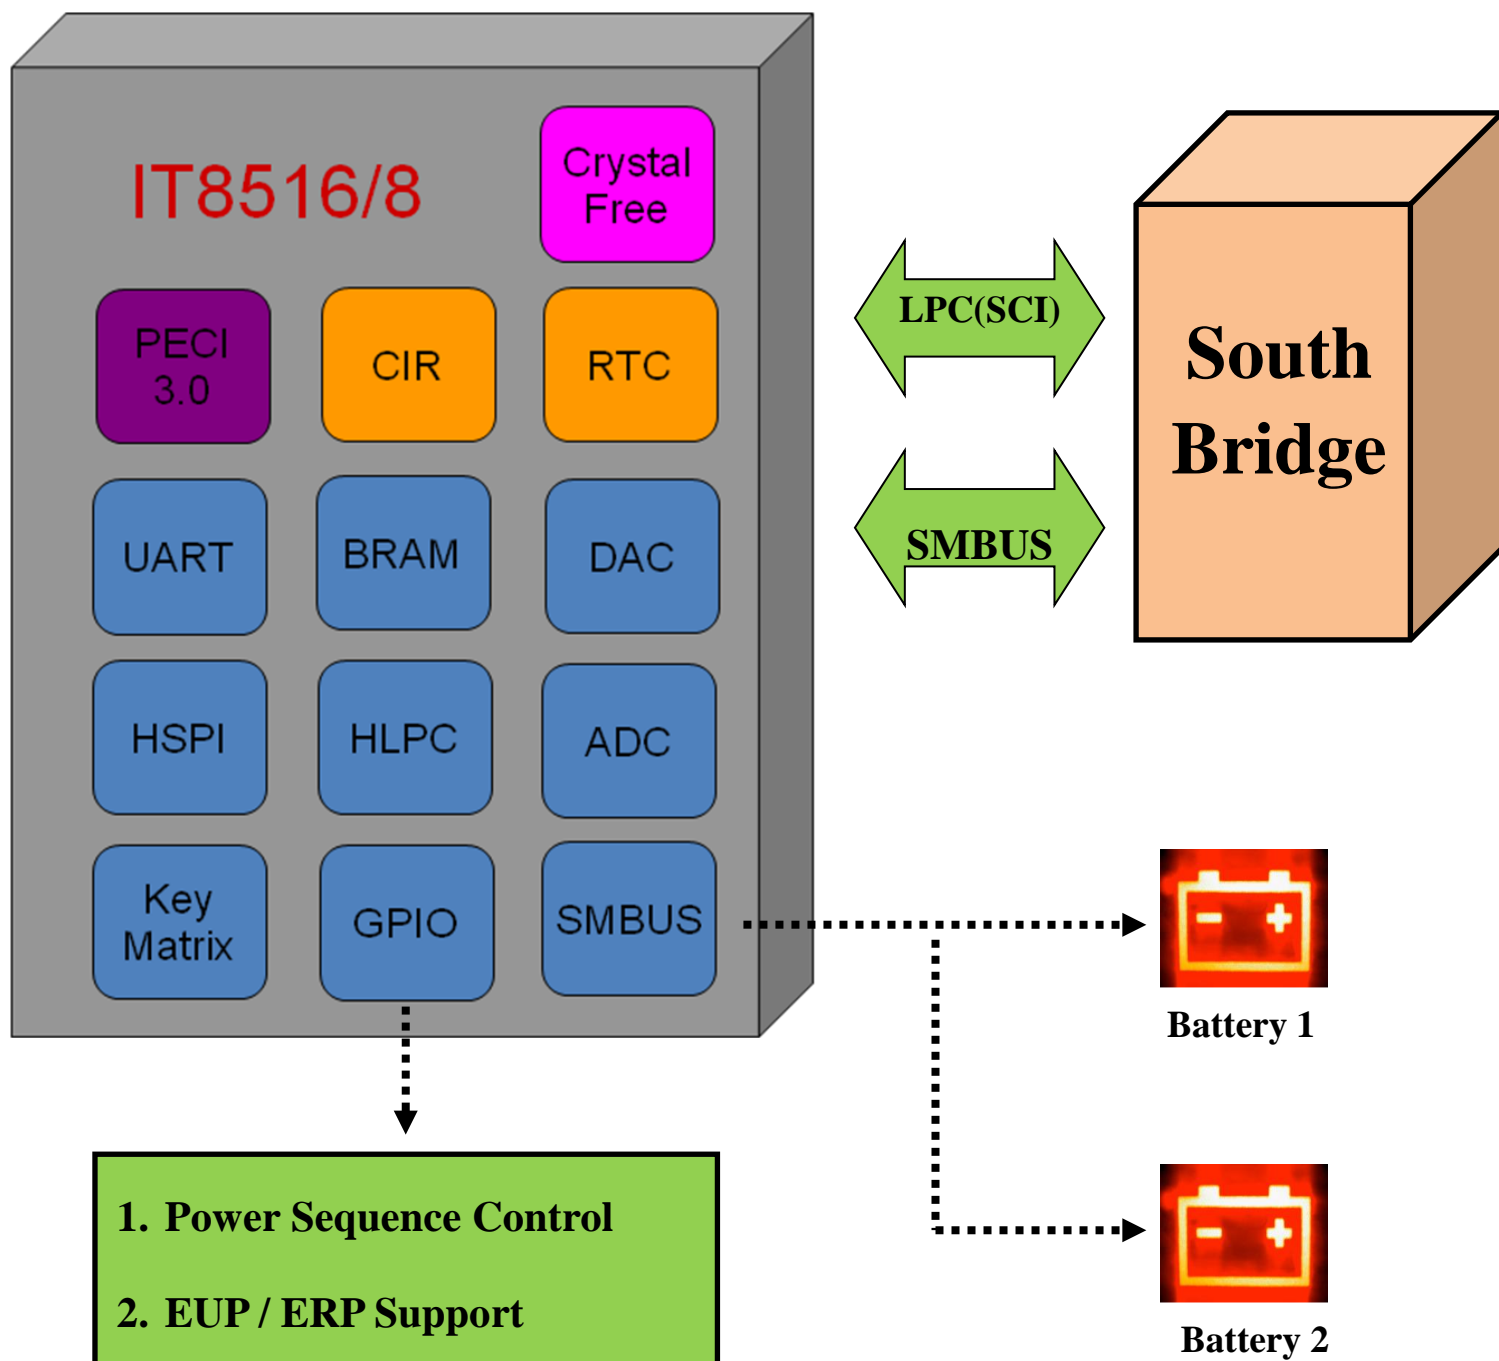 IT8516/8
Crystal
Free
PECI
3.0
CIR
RTC
UART
BRAM
DAC
HSPI
HLPC
ADC
Key
Matrix
GPIO
SMBUS
LPC(SCI)
SMBUS
South
Bridge
Battery 1
Battery 2
1. Power Sequence Control
2. EUP / ERP Support